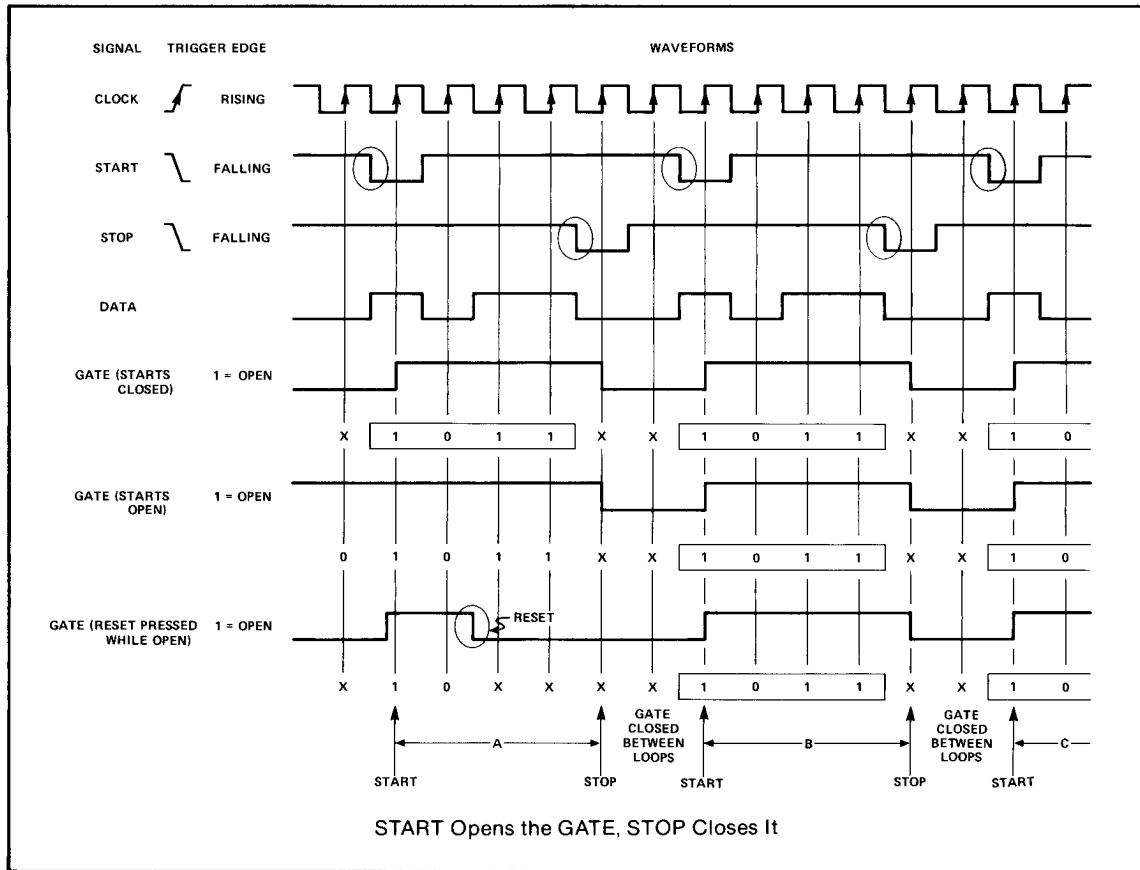 SIGNAL TRIGGER EDGE WAVEFORMS
CLOCK RISING
START FALLING
STOP FALLING
DATA
GATE (STARTS CLOSED) 1 = OPEN
X 1 0 1 1 X X 1 0 1 1 X X 1 0
GATE (STARTS OPEN) 1 = OPEN
0 1 0 1 1 X X 1 0 1 1 X X 1 0
GATE (RESET PRESSED WHILE OPEN) 1 = OPEN
RESET
X 1 0 X X X X 1 0 1 1 X X 1 0
A
GATE CLOSED BETWEEN LOOPS
B
GATE CLOSED BETWEEN LOOPS
C
START STOP START STOP START
START Opens the GATE, STOP Closes It